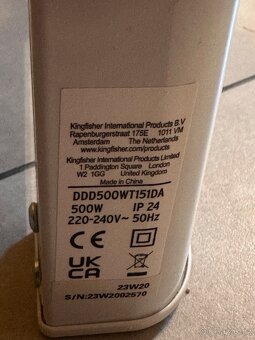 Kingfisher International Products B.V
Rapenburgerstraat 175E 1011 VM
Amsterdam The Netherlands
www.kingfisher.com/products
Kingfisher International Products Limited
1 Paddington Square London
W2 1GG United Kingdom
Made in China
DDD500WT151DA
500W IP 24
220-240V~ 50Hz
CE
UK
CA
23W20
S/N:23W2002570